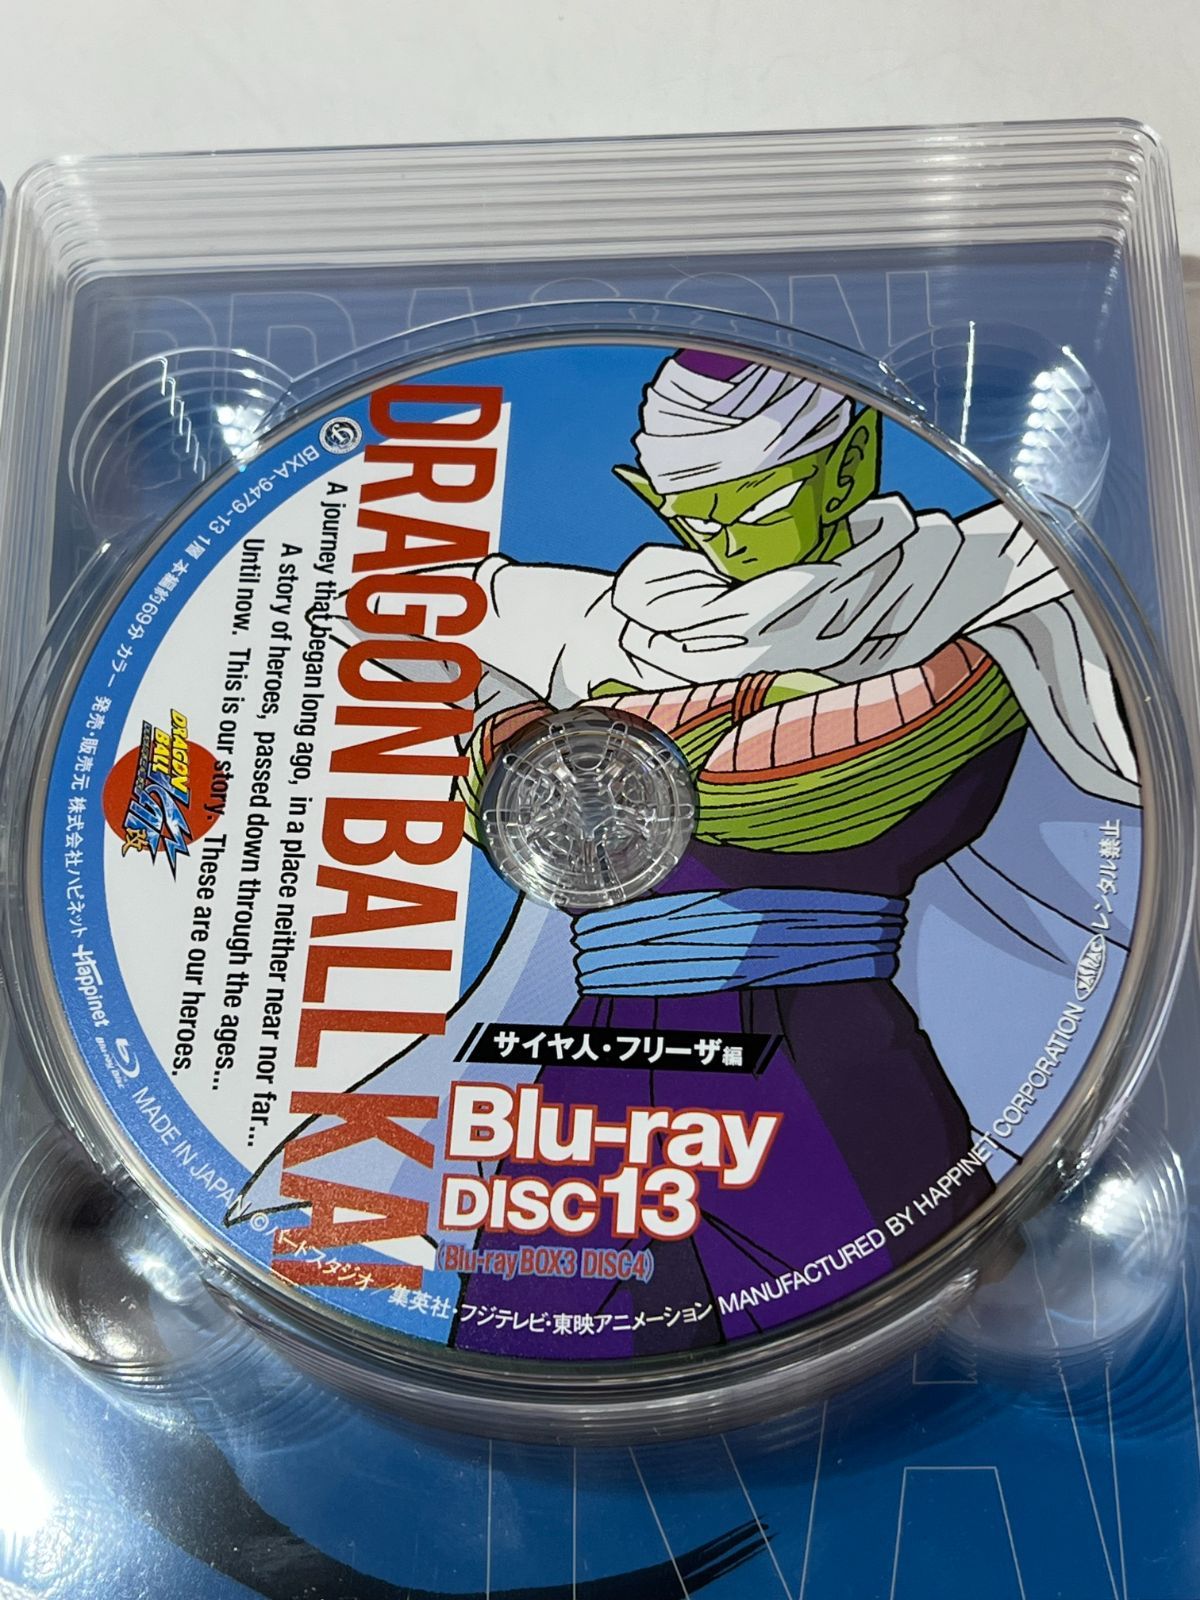 DRAGON
DRAGON BALL KAI
A journey that began long ago, in a place neither near nor far...
A story of heroes, passed down through the ages...
Until now. This is our story. These are our heroes.
DRAGON
BALL
改
サイヤ人・フリーザ編
Blu-ray
DISC 13
(Blu-ray BOX3 DISC4)
BIXA-9479-13 1層 本編約69分 カラー 発売・販売元 株式会社ハピネット Happinet Blu-ray Disc MADE IN JAPAN
©バードスタジオ/集英社・フジテレビ・東映アニメーション MANUFACTURED BY HAPPINET CORPORATION JASRAC レンタル禁止